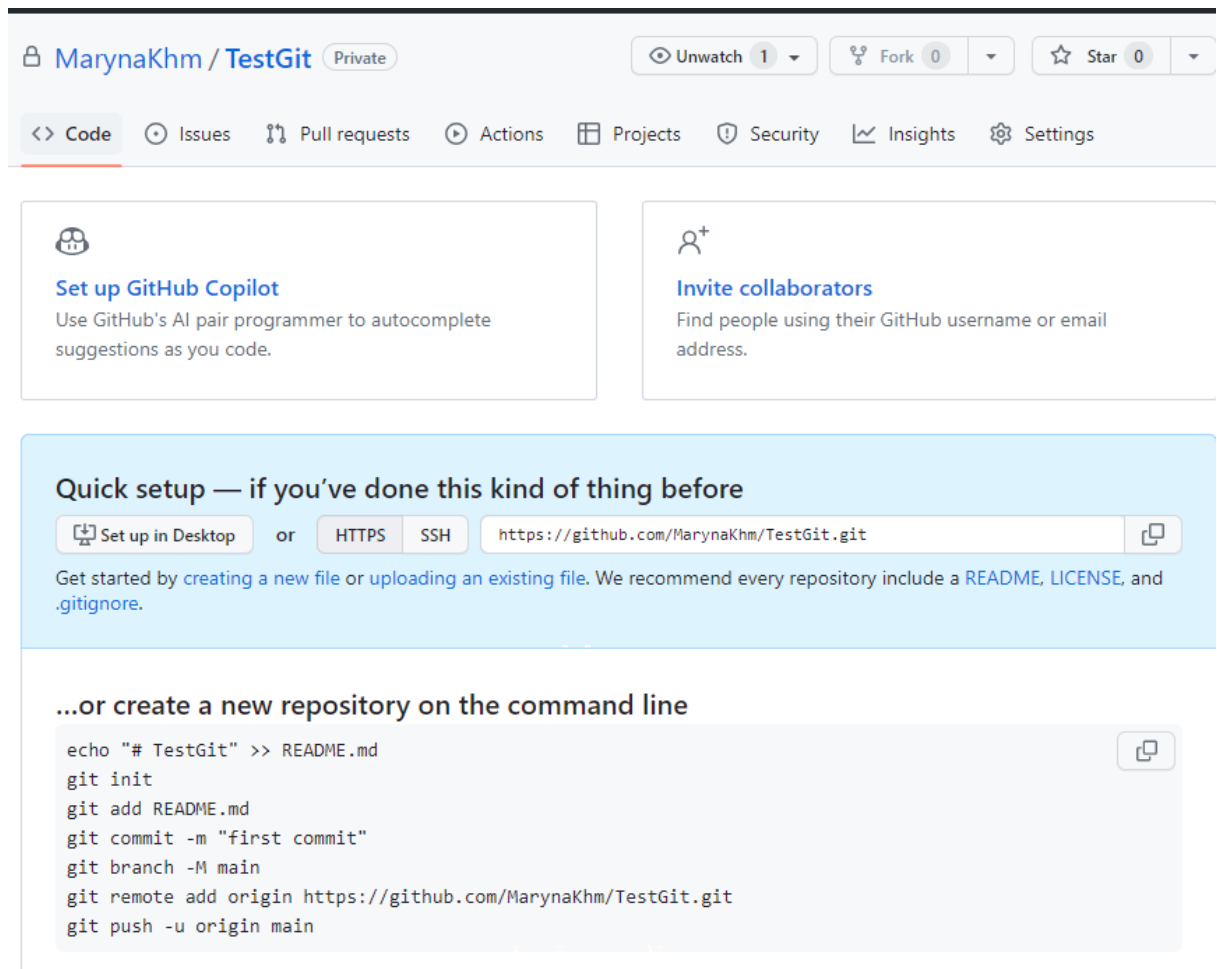 MarynaKhm / TestGit Private
Unwatch 1
Fork 0
Star 0
Code Issues Pull requests Actions Projects Security Insights Settings
Set up GitHub Copilot
Use GitHub's AI pair programmer to autocomplete
suggestions as you code.
Invite collaborators
Find people using their GitHub username or email
address.
Quick setup — if you’ve done this kind of thing before
Set up in Desktop or HTTPS SSH https://github.com/MarynaKhm/TestGit.git
Get started by creating a new file or uploading an existing file. We recommend every repository include a README, LICENSE, and
.gitignore.
…or create a new repository on the command line
echo "# TestGit" >> README.md
git init
git add README.md
git commit -m "first commit"
git branch -M main
git remote add origin https://github.com/MarynaKhm/TestGit.git
git push -u origin main